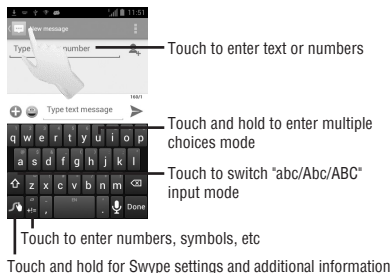 11:51
New message
Type number
Touch to enter text or numbers
160/1
Type text message
Touch and hold to enter multiple
choices mode
q w e r t y u i o p
a s d f g h j k l
z x c v b n m
Touch to switch "abc/Abc/ABC"
input mode
+!=
, . Done
Touch to enter numbers, symbols, etc
Touch and hold for Swype settings and additional information